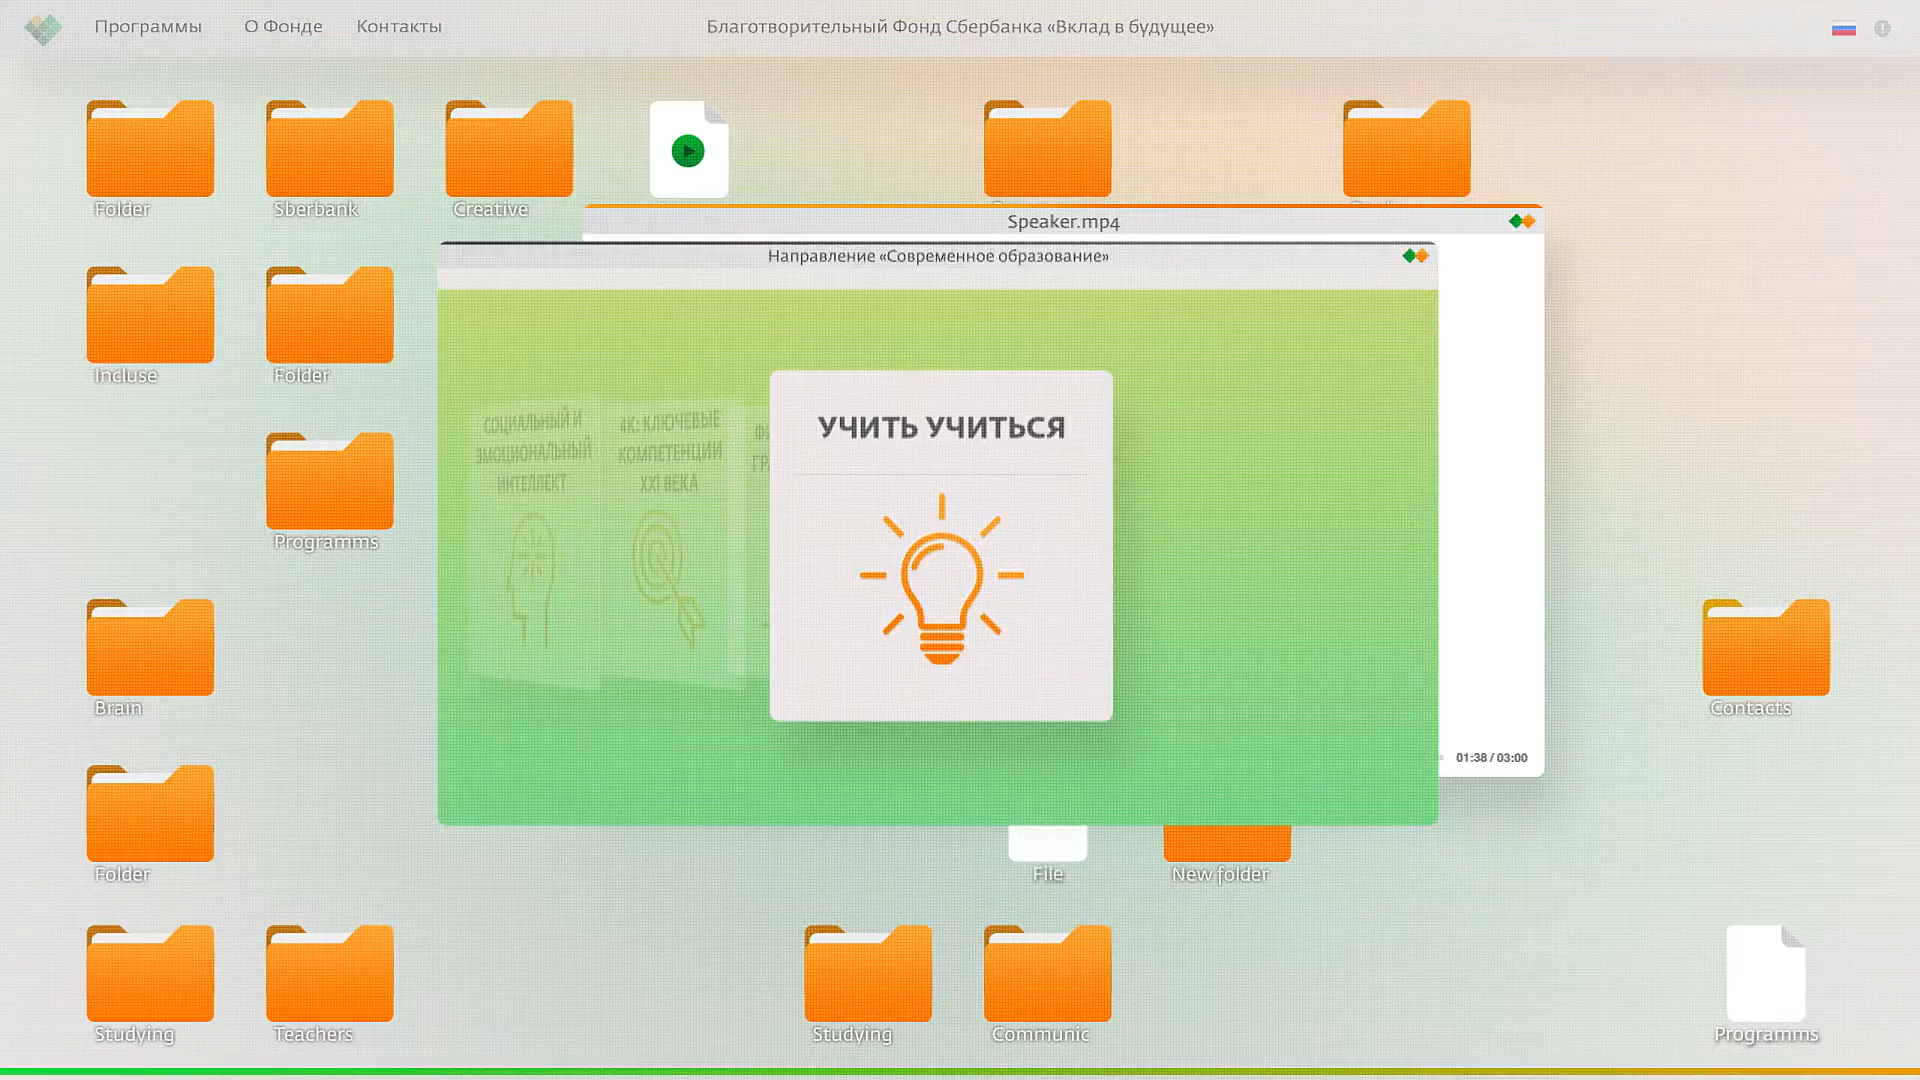 Программы О Фонде Контакты Благотворительный Фонд Сбербанка «Вклад в будущее»
Folder Sberbank Creative
Speaker.mp4
Направление «Современное образование»
Incluse Folder
СОЦИАЛЬНЫЙ И
ЭМОЦИОНАЛЬНЫЙ
ИНТЕЛЛЕКТ
4К: КЛЮЧЕВЫЕ
КОМПЕТЕНЦИИ
XXI ВЕКА
УЧИТЬ УЧИТЬСЯ
Programms
Brain
Contacts
01:38 / 03:00
Folder File New folder
Studying Teachers Studying Communic Programms